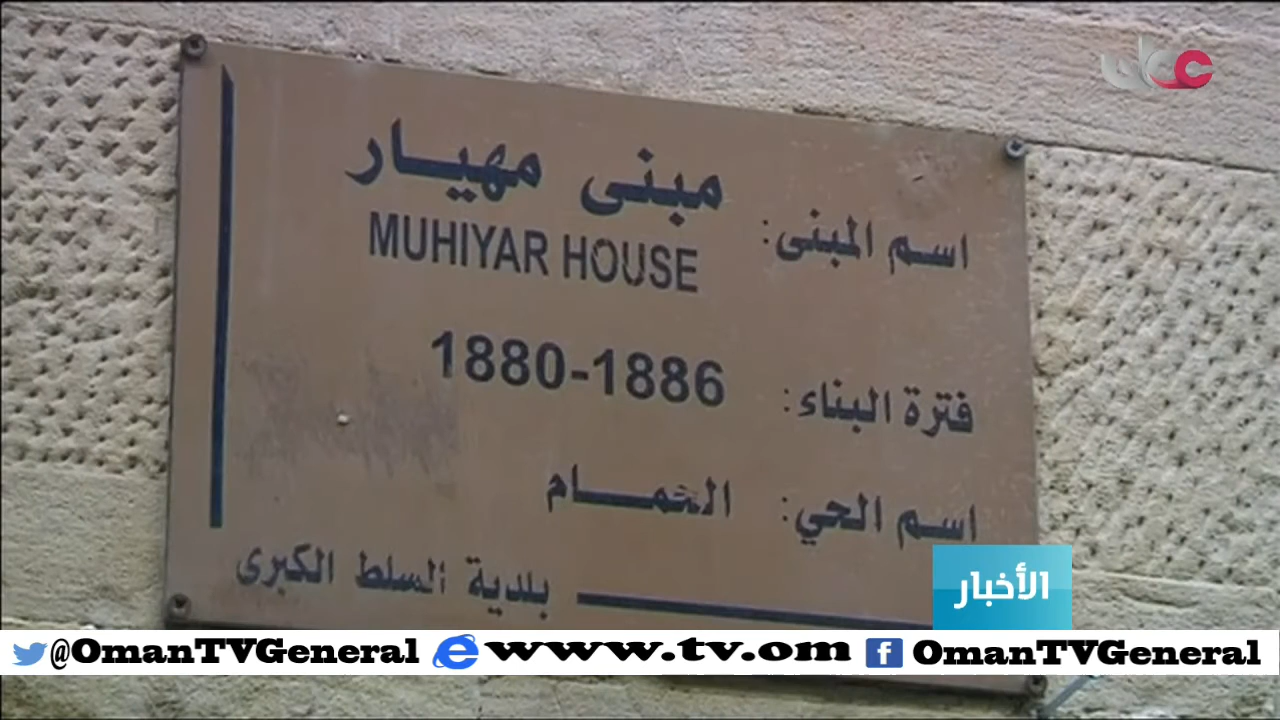 عمان
اسم المبنى: مبنى مهيار
MUHIYAR HOUSE
فترة البناء: 1880-1886
اسم الحي: الحمام
بلدية السلط الكبرى
الأخبار
@OmanTVGeneral www.tv.om OmanTVGeneral